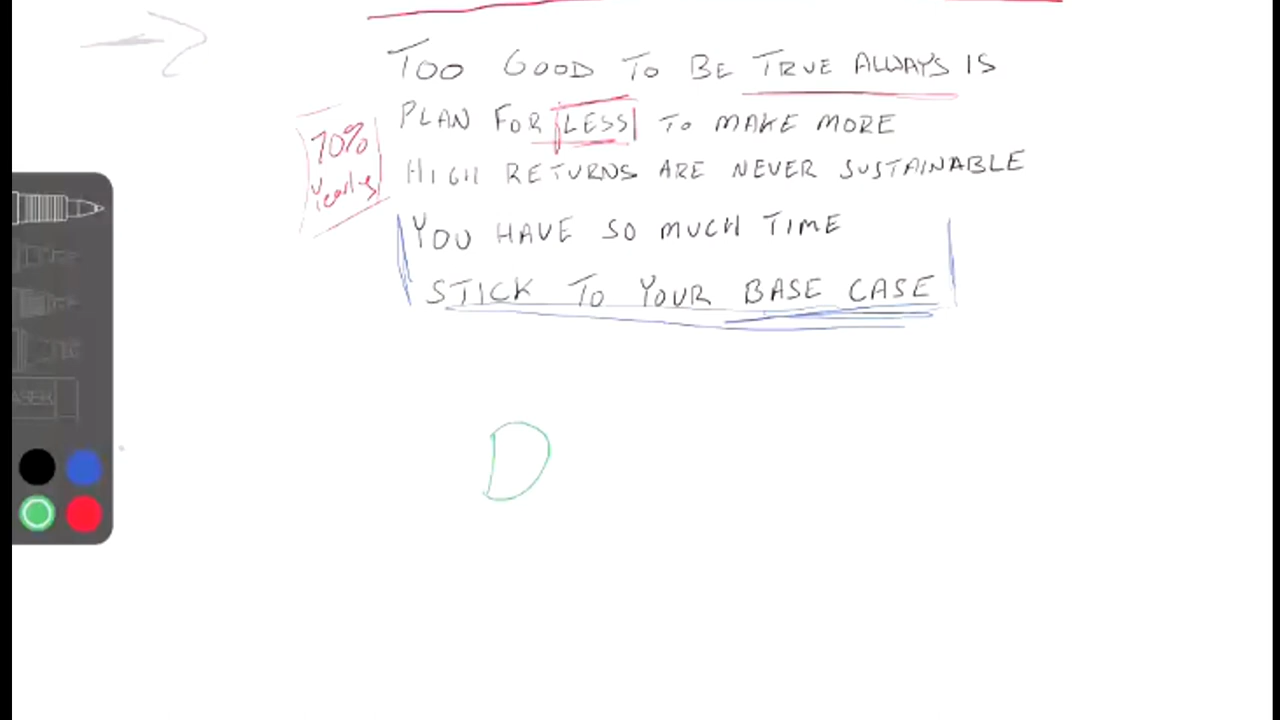 TOO GOOD TO BE TRUE ALWAYS IS
PLAN FOR LESS TO MAKE MORE
70%
Yearly
HIGH RETURNS ARE NEVER SUSTAINABLE
YOU HAVE SO MUCH TIME
STICK TO YOUR BASE CASE
D